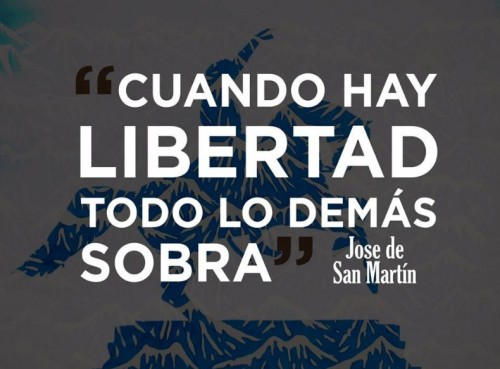 “CUANDO HAY
LIBERTAD
TODO LO DEMÁS
SOBRA”
Jose de
San Martín